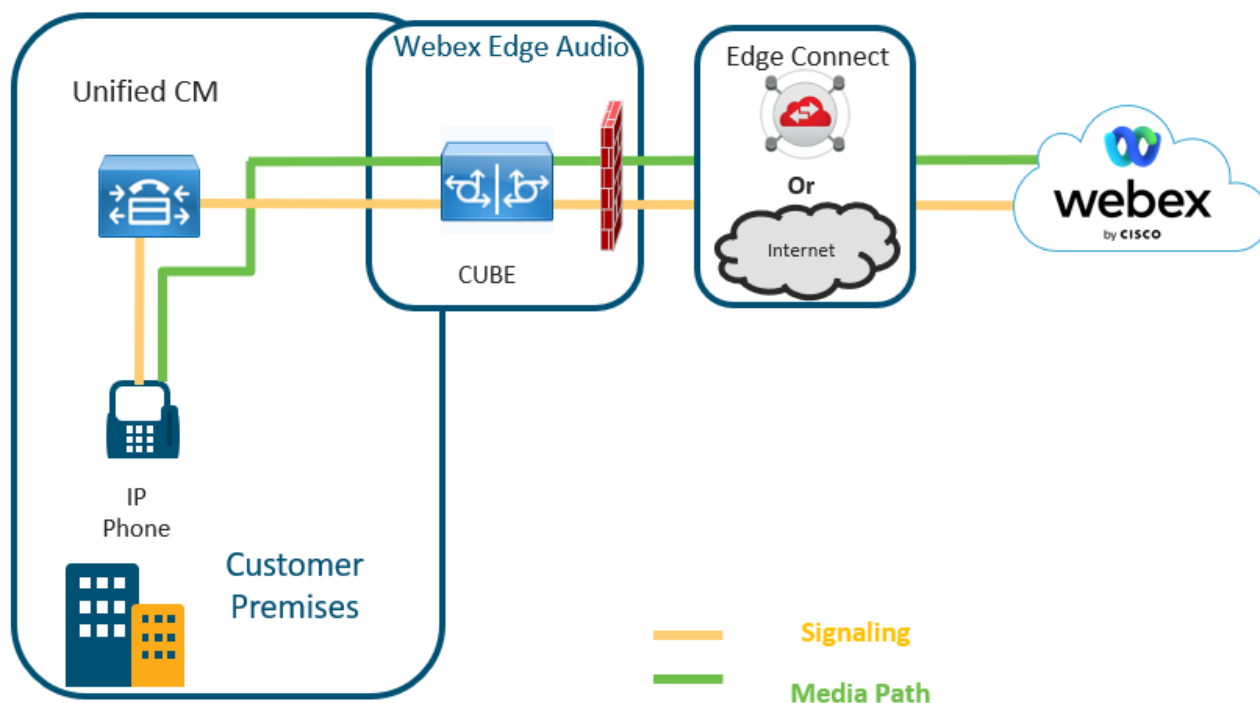 Unified CM
Webex Edge Audio
Edge Connect
CUBE
Or
Internet
webex
by CISCO
IP
Phone
Customer
Premises
Signaling
Media Path